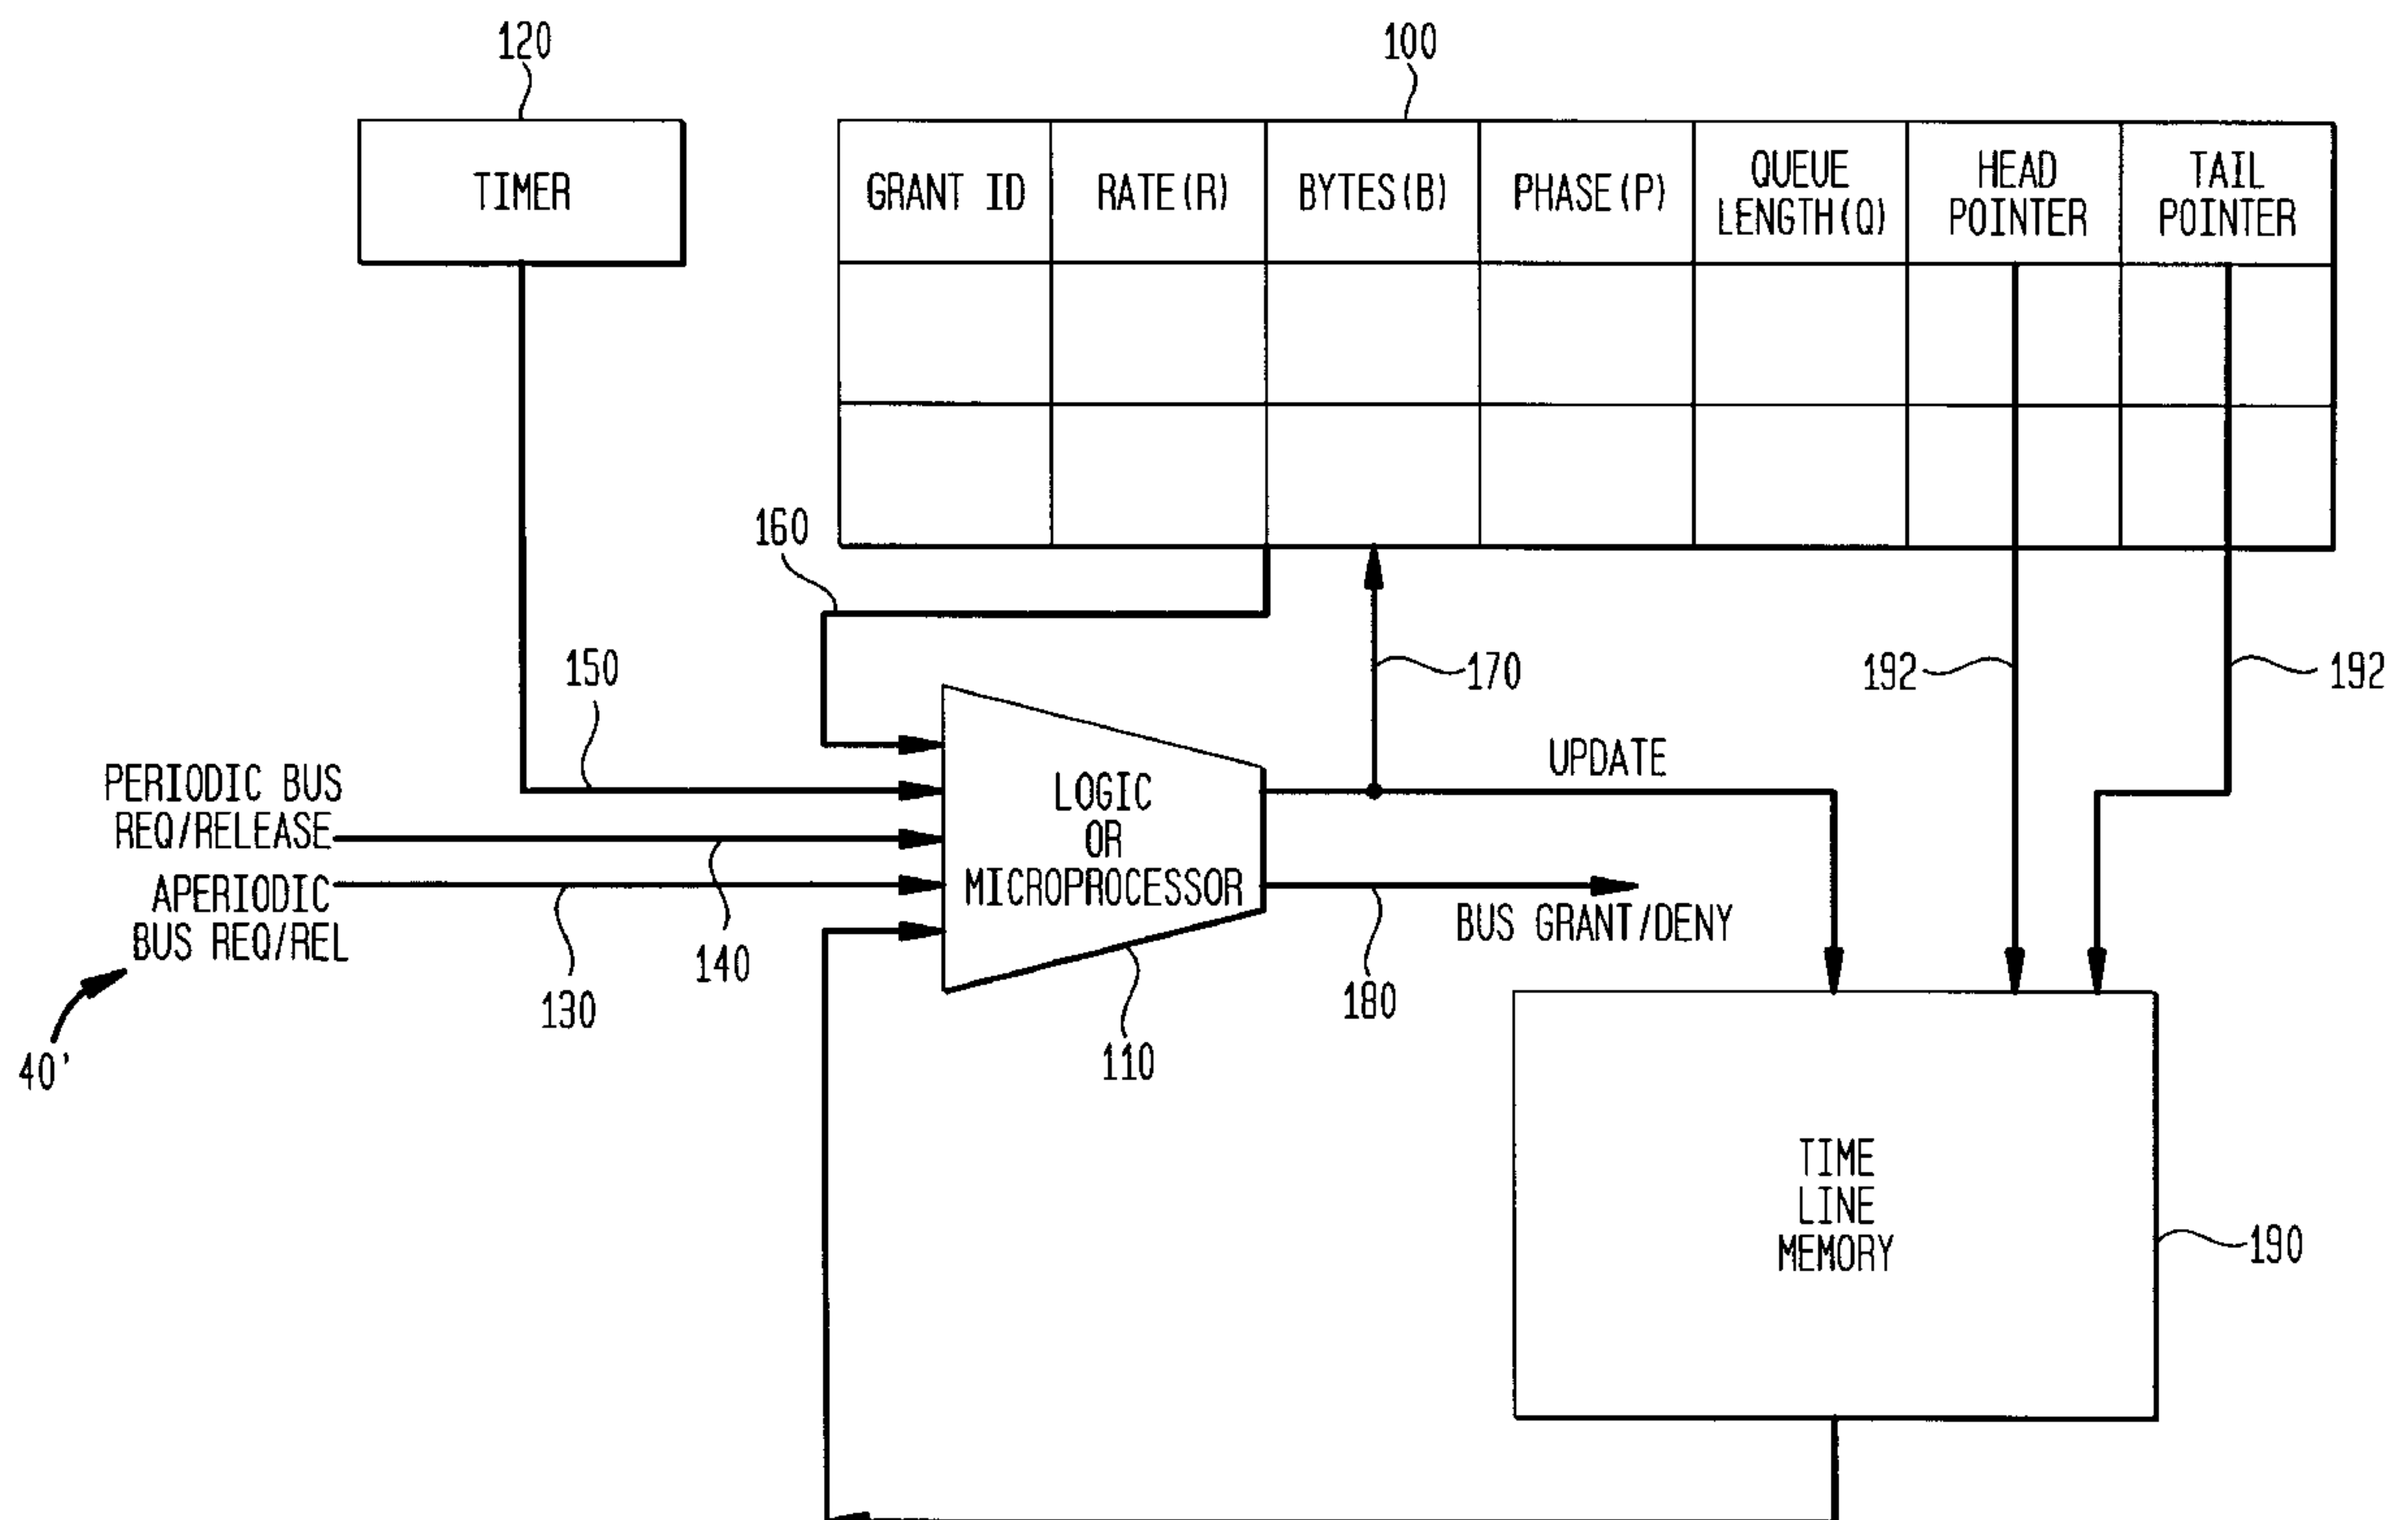 120
100
TIMER
GRANT ID
RATE(R)
BYTES(B)
PHASE(P)
QUEUE
LENGTH(Q)
HEAD
POINTER
TAIL
POINTER
160
150
170
192
192
UPDATE
PERIODIC BUS
REQ/RELEASE
APERIODIC
BUS REQ/REL
LOGIC
OR
MICROPROCESSOR
BUS GRANT/DENY
140
130
180
110
40'
TIME
LINE
MEMORY
190